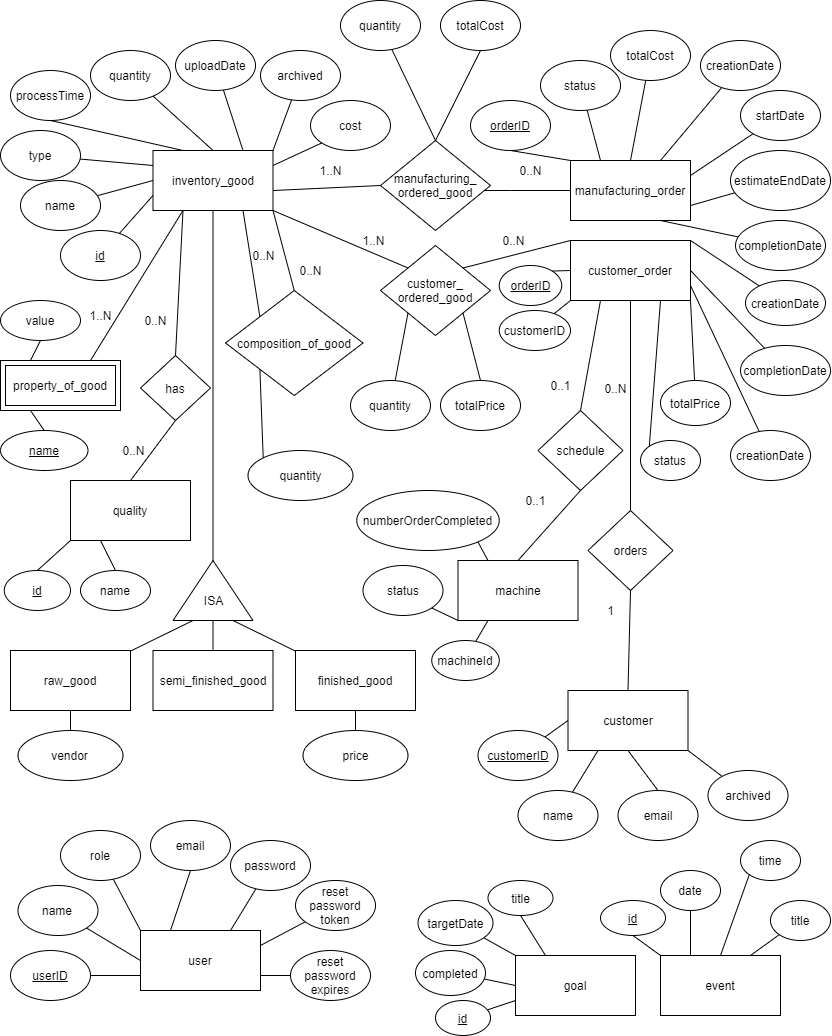 quantity
totalCost
processTime
quantity
uploadDate
archived
status
totalCost
creationDate
type
cost
orderID
startDate
name
inventory_good
1..N
manufacturing_
ordered_good
0..N
manufacturing_order
estimateEndDate
id
1..N
0..N
completionDate
0..N
0..N
customer_
ordered_good
orderID
customer_order
creationDate
value
1..N
0..N
composition_of_good
customerID
completionDate
property_of_good
has
quantity
totalPrice
0..1
0..N
totalPrice
name
0..N
quantity
schedule
status
creationDate
quality
numberOrderCompleted
0..1
orders
id
name
ISA
status
machine
1
machineId
raw_good
semi_finished_good
finished_good
customer
vendor
price
customerID
name
email
archived
role
email
password
time
name
reset
password
token
targetDate
title
id
date
title
userID
user
reset
password
expires
completed
id
goal
event